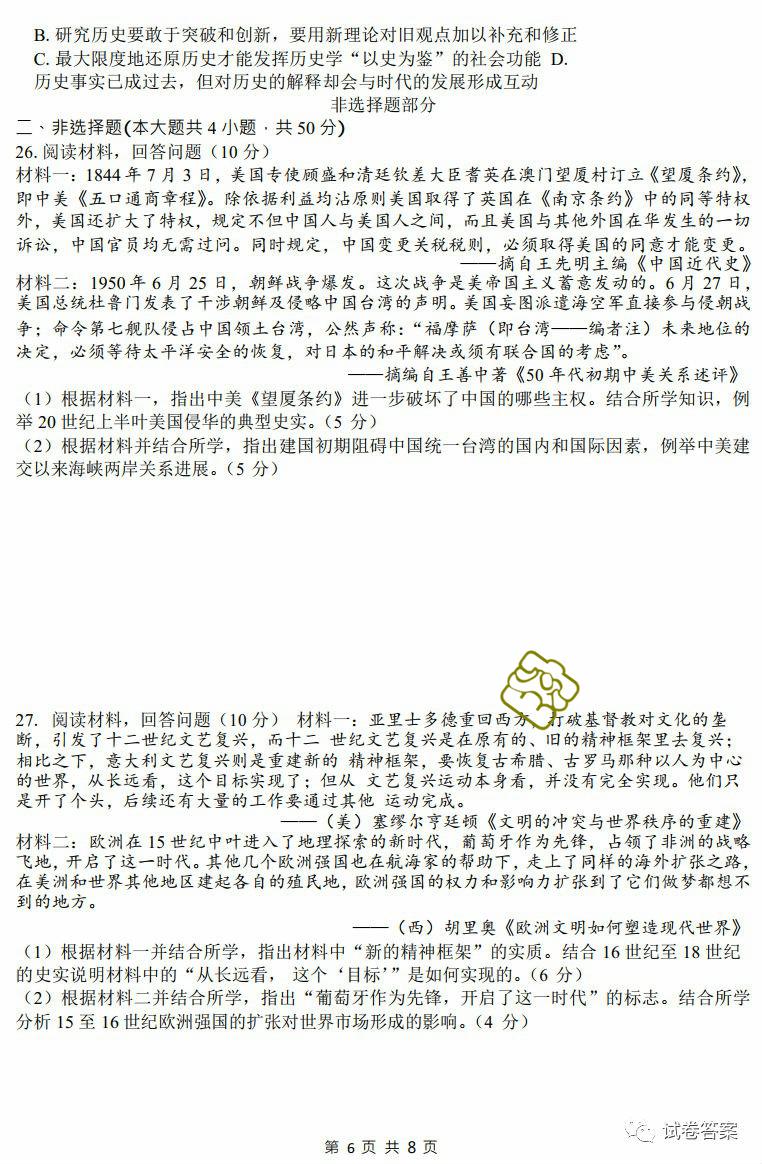 B. 研究历史要敢于突破和创新，要用新理论对旧观点加以补充和修正
C. 最大限度地还原历史才能发挥历史学“以史为鉴”的社会功能 D.
历史事实已成过去，但对历史的解释却会与时代的发展形成互动
非选择题部分
二、非选择题(本大题共 4 小题，共 50 分)
26. 阅读材料，回答问题（10 分）
材料一：1844 年 7 月 3 日，美国专使顾盛和清廷钦差大臣耆英在澳门望厦村订立《望厦条约》，
即中美《五口通商章程》。除依据利益均沾原则美国取得了英国在《南京条约》中的同等特权
外，美国还扩大了特权，规定不但中国人与美国人之间，而且美国与其他外国在华发生的一切
诉讼，中国官员均无需过问。同时规定，中国变更关税税则，必须取得美国的同意才能变更。
——摘自王先明主编《中国近代史》
材料二：1950 年 6 月 25 日，朝鲜战争爆发。这次战争是美帝国主义蓄意发动的。6 月 27 日，
美国总统杜鲁门发表了干涉朝鲜及侵略中国台湾的声明。美国妄图派遣海空军直接参与侵朝战
争；命令第七舰队侵占中国领土台湾，公然声称：“福摩萨（即台湾——编者注）未来地位的
决定，必须等待太平洋安全的恢复，对日本的和平解决或须有联合国的考虑”。
——摘编自王善中著《50 年代初期中美关系述评》
（1）根据材料一，指出中美《望厦条约》进一步破坏了中国的哪些主权。结合所学知识，例
举 20 世纪上半叶美国侵华的典型史实。（5 分）
（2）根据材料并结合所学，指出建国初期阻碍中国统一台湾的国内和国际因素，例举中美建
交以来海峡两岸关系进展。（5 分）
27. 阅读材料，回答问题（10 分） 材料一：亚里士多德重回西方，打破基督教对文化的垄
断，引发了十二世纪文艺复兴，而十二 世纪文艺复兴是在原有的、旧的精神框架里去复兴；
相比之下，意大利文艺复兴则是重建新的 精神框架，要恢复古希腊、古罗马那种以人为中心
的世界，从长远看，这个目标实现了；但从 文艺复兴运动本身看，并没有完全实现。他们只
是开了个头，后续还有大量的工作要通过其他 运动完成。
——（美）塞缪尔亨廷顿《文明的冲突与世界秩序的重建》
材料二：欧洲在 15 世纪中叶进入了地理探索的新时代，葡萄牙作为先锋，占领了非洲的战略
飞地，开启了这一时代。其他几个欧洲强国也在航海家的帮助下，走上了同样的海外扩张之路，
在美洲和世界其他地区建起各自的殖民地，欧洲强国的权力和影响力扩张到了它们做梦都想不
到的地方。
——（西）胡里奥《欧洲文明如何塑造现代世界》
（1）根据材料一并结合所学，指出材料中“新的精神框架”的实质。结合 16 世纪至 18 世纪
的史实说明材料中的“从长远看， 这个‘目标’”是如何实现的。（6 分）
（2）根据材料二并结合所学，指出“葡萄牙作为先锋，开启了这一时代”的标志。结合所学
分析 15 至 16 世纪欧洲强国的扩张对世界市场形成的影响。（4 分）
试卷答案
第 6 页 共 8 页